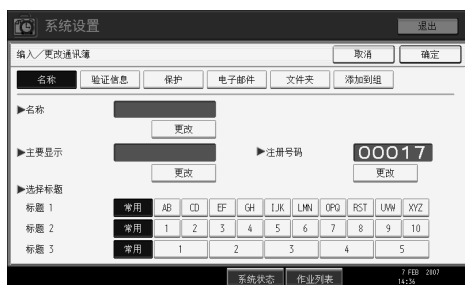 系统设置 退出
编入／更改通讯簿 取消 确定
名称 验证信息 保护 电子邮件 文件夹 添加到组
▶名称
更改
▶主要显示 ▶注册号码 00017
更改 更改
▶选择标题
标题 1 常用 AB CD EF GH IJK LMN OPQ RST UVW XYZ
标题 2 常用 1 2 3 4 5 6 7 8 9 10
标题 3 常用 1 2 3 4 5
系统状态 作业列表 7 FEB 2007
14:36